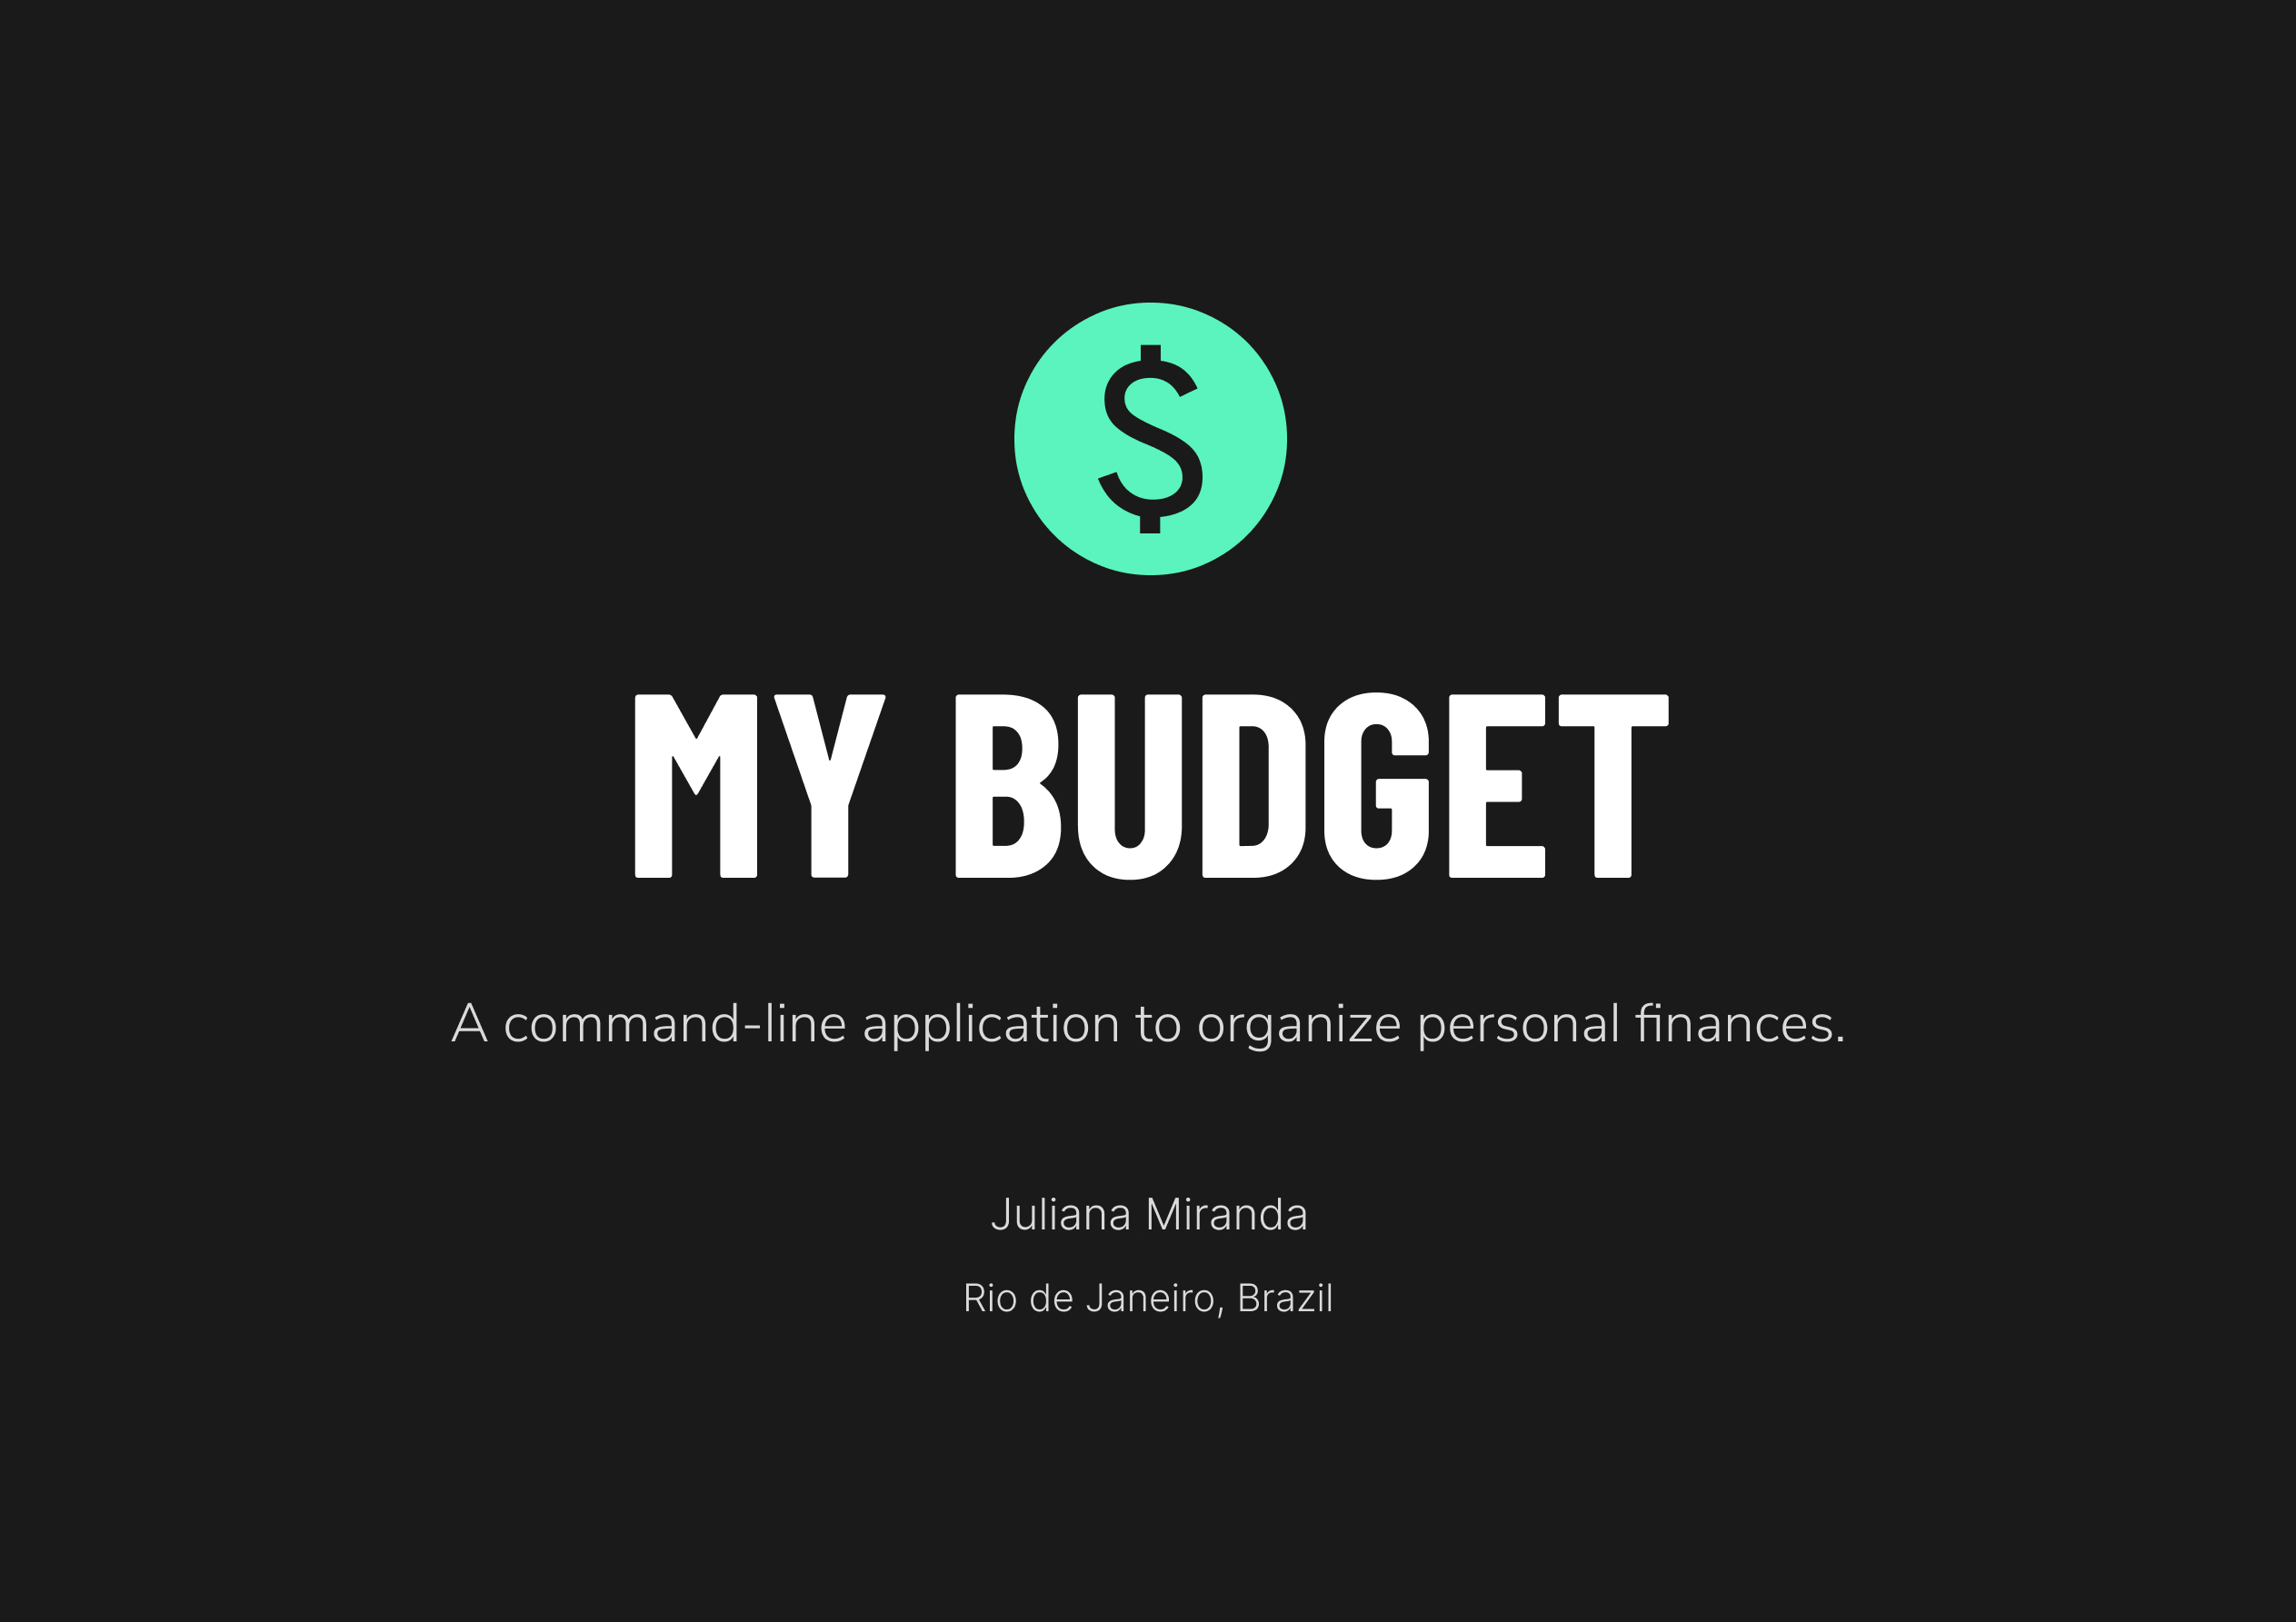 $
MY BUDGET
A command-line application to organize personal finances.
Juliana Miranda
Rio de Janeiro, Brazil